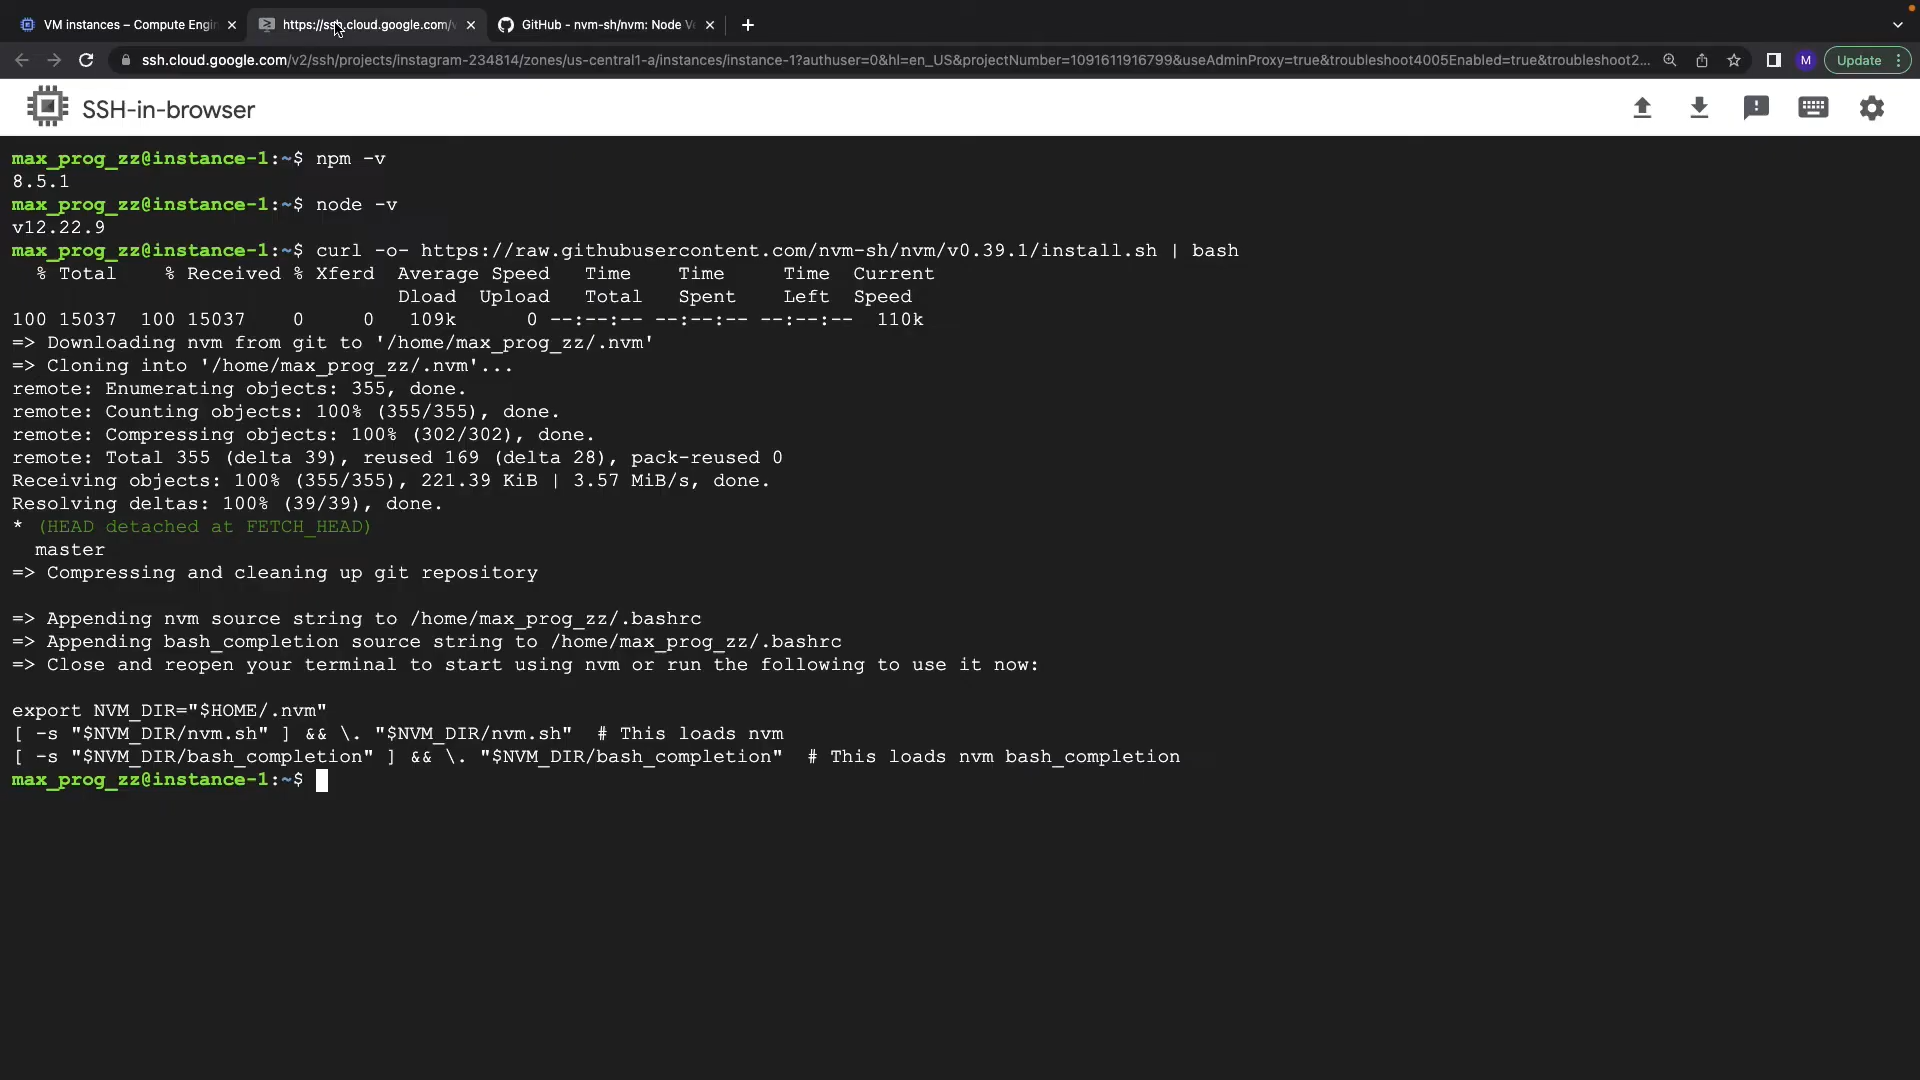 VM instances – Compute Engin
https://ssh.cloud.google.com/v
GitHub - nvm-sh/nvm: Node Ve
ssh.cloud.google.com/v2/ssh/projects/instagram-234814/zones/us-central1-a/instances/instance-1?authuser=0&hl=en_US&projectNumber=1091611916799&useAdminProxy=true&troubleshoot4005Enabled=true&troubleshoot2...
M
Update
SSH-in-browser
max_prog_zz@instance-1:~$ npm -v
8.5.1
max_prog_zz@instance-1:~$ node -v
v12.22.9
max_prog_zz@instance-1:~$ curl -o- https://raw.githubusercontent.com/nvm-sh/nvm/v0.39.1/install.sh | bash
% Total % Received % Xferd Average Speed Time Time Time Current
Dload Upload Total Spent Left Speed
100 15037 100 15037 0 0 109k 0 --:--:-- --:--:-- --:--:-- 110k
=> Downloading nvm from git to '/home/max_prog_zz/.nvm'
=> Cloning into '/home/max_prog_zz/.nvm'...
remote: Enumerating objects: 355, done.
remote: Counting objects: 100% (355/355), done.
remote: Compressing objects: 100% (302/302), done.
remote: Total 355 (delta 39), reused 169 (delta 28), pack-reused 0
Receiving objects: 100% (355/355), 221.39 KiB | 3.57 MiB/s, done.
Resolving deltas: 100% (39/39), done.
* (HEAD detached at FETCH_HEAD)
master
=> Compressing and cleaning up git repository
=> Appending nvm source string to /home/max_prog_zz/.bashrc
=> Appending bash_completion source string to /home/max_prog_zz/.bashrc
=> Close and reopen your terminal to start using nvm or run the following to use it now:
export NVM_DIR="$HOME/.nvm"
[ -s "$NVM_DIR/nvm.sh" ] && \. "$NVM_DIR/nvm.sh" # This loads nvm
[ -s "$NVM_DIR/bash_completion" ] && \. "$NVM_DIR/bash_completion" # This loads nvm bash_completion
max_prog_zz@instance-1:~$